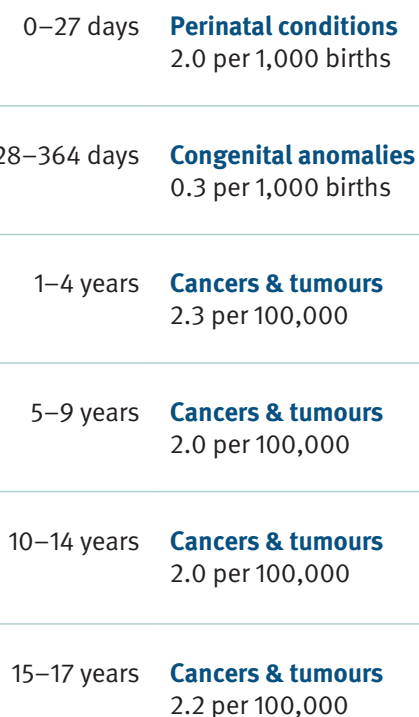 0–27 days Perinatal conditions
2.0 per 1,000 births
28–364 days Congenital anomalies
0.3 per 1,000 births
1–4 years Cancers & tumours
2.3 per 100,000
5–9 years Cancers & tumours
2.0 per 100,000
10–14 years Cancers & tumours
2.0 per 100,000
15–17 years Cancers & tumours
2.2 per 100,000